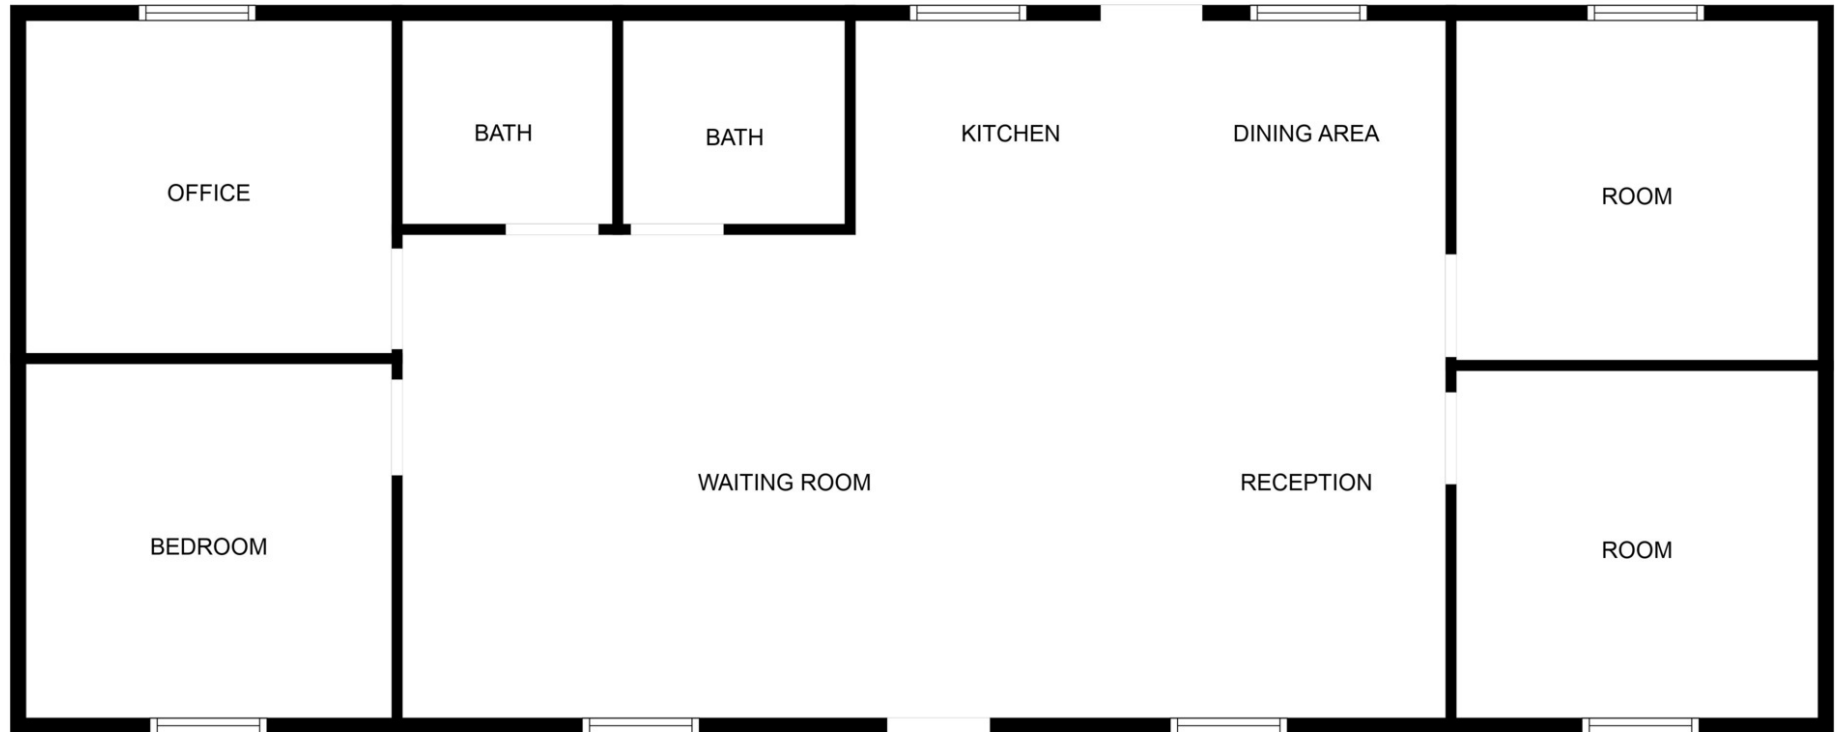 BATH
BATH
KITCHEN
DINING AREA
OFFICE
ROOM
WAITING ROOM
RECEPTION
BEDROOM
ROOM